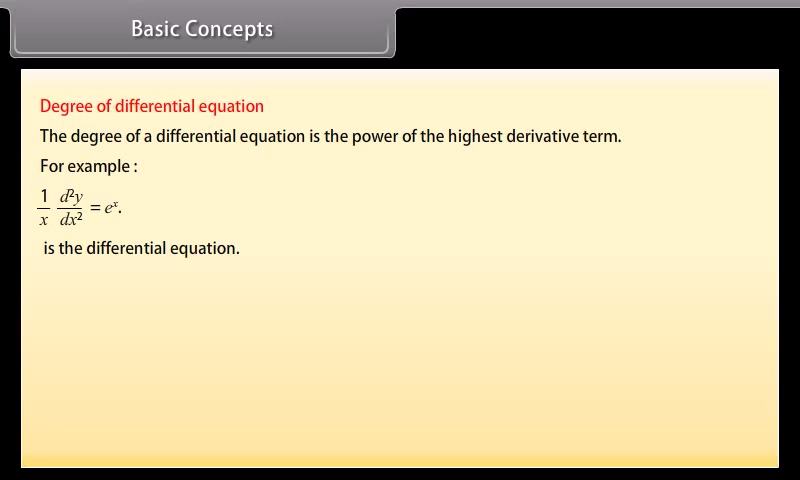 Basic Concepts
Degree of differential equation
The degree of a differential equation is the power of the highest derivative term.
For example :
1/x d²y/dx² = eˣ.
is the differential equation.